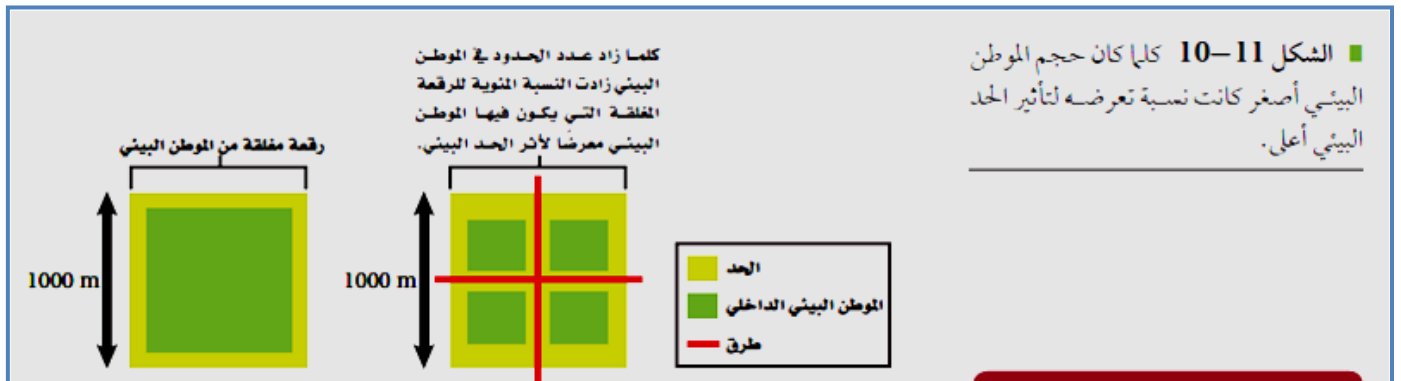 الشكل 11–10 كلما كان حجم الموطن
البيئي أصغر كانت نسبة تعرضه لتأثير الحد
البيئي أعلى.
كلما زاد عدد الحدود في الموطن
البيئي زادت النسبة المئوية للرقعة
المغلقة التي يكون فيها الموطن
البيئي معرضًا لأثر الحد البيئي.
رقعة مغلقة من الموطن البيئي
1000 m
1000 m
الحد
الموطن البيئي الداخلي
طرق